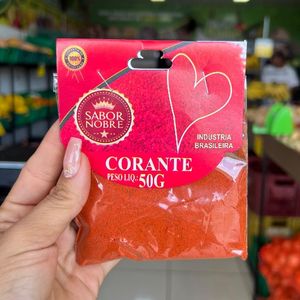 100%
SABOR
NOBRE
INDUSTRIA
BRASILEIRA
CORANTE
PESO LIQ.: 50G